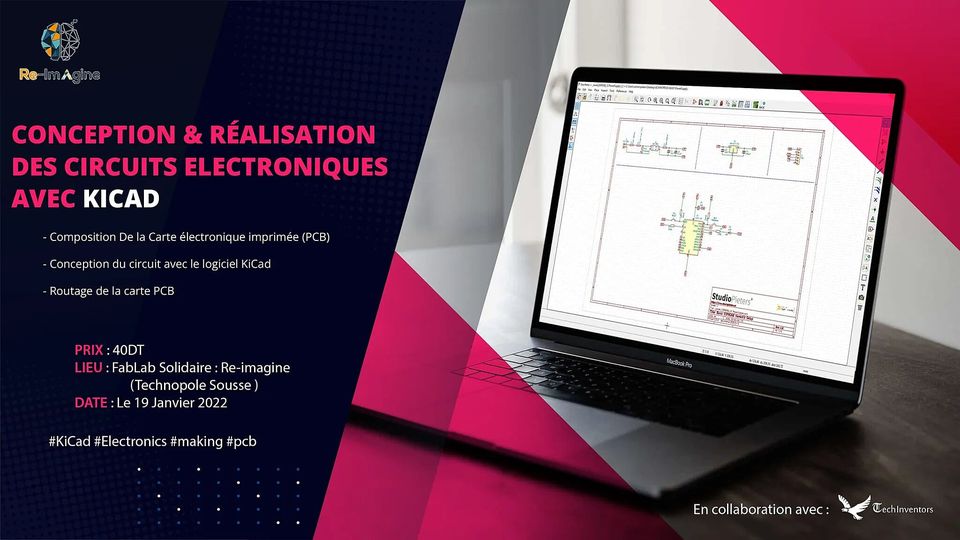 Re-Imagine
CONCEPTION & RÉALISATION
DES CIRCUITS ELECTRONIQUES
AVEC KICAD
- Composition De la Carte électronique imprimée (PCB)
- Conception du circuit avec le logiciel KiCad
- Routage de la carte PCB
PRIX : 40DT
LIEU : FabLab Solidaire : Re-imagine
(Technopole Sousse )
DATE : Le 19 Janvier 2022
#KiCad #Electronics #making #pcb
StudioPieters
MacBook Pro
En collaboration avec :
TechInventors